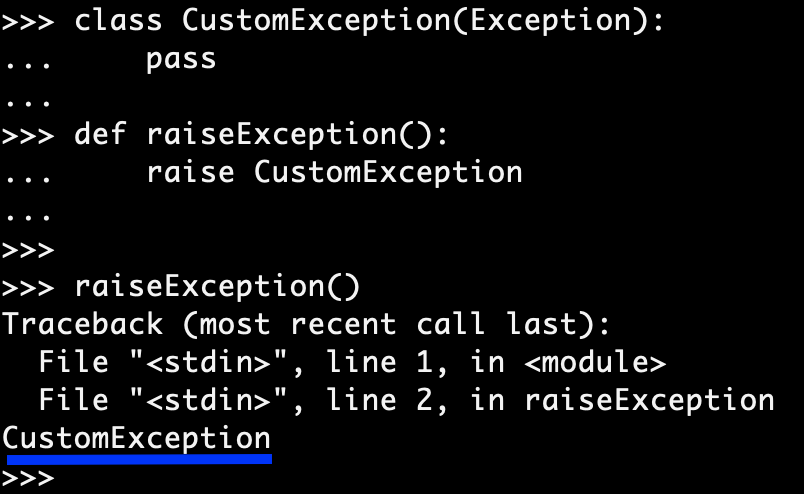 >>> class CustomException(Exception):
...     pass
...
>>> def raiseException():
...     raise CustomException
...
>>>
>>> raiseException()
Traceback (most recent call last):
  File "<stdin>", line 1, in <module>
  File "<stdin>", line 2, in raiseException
CustomException
>>>